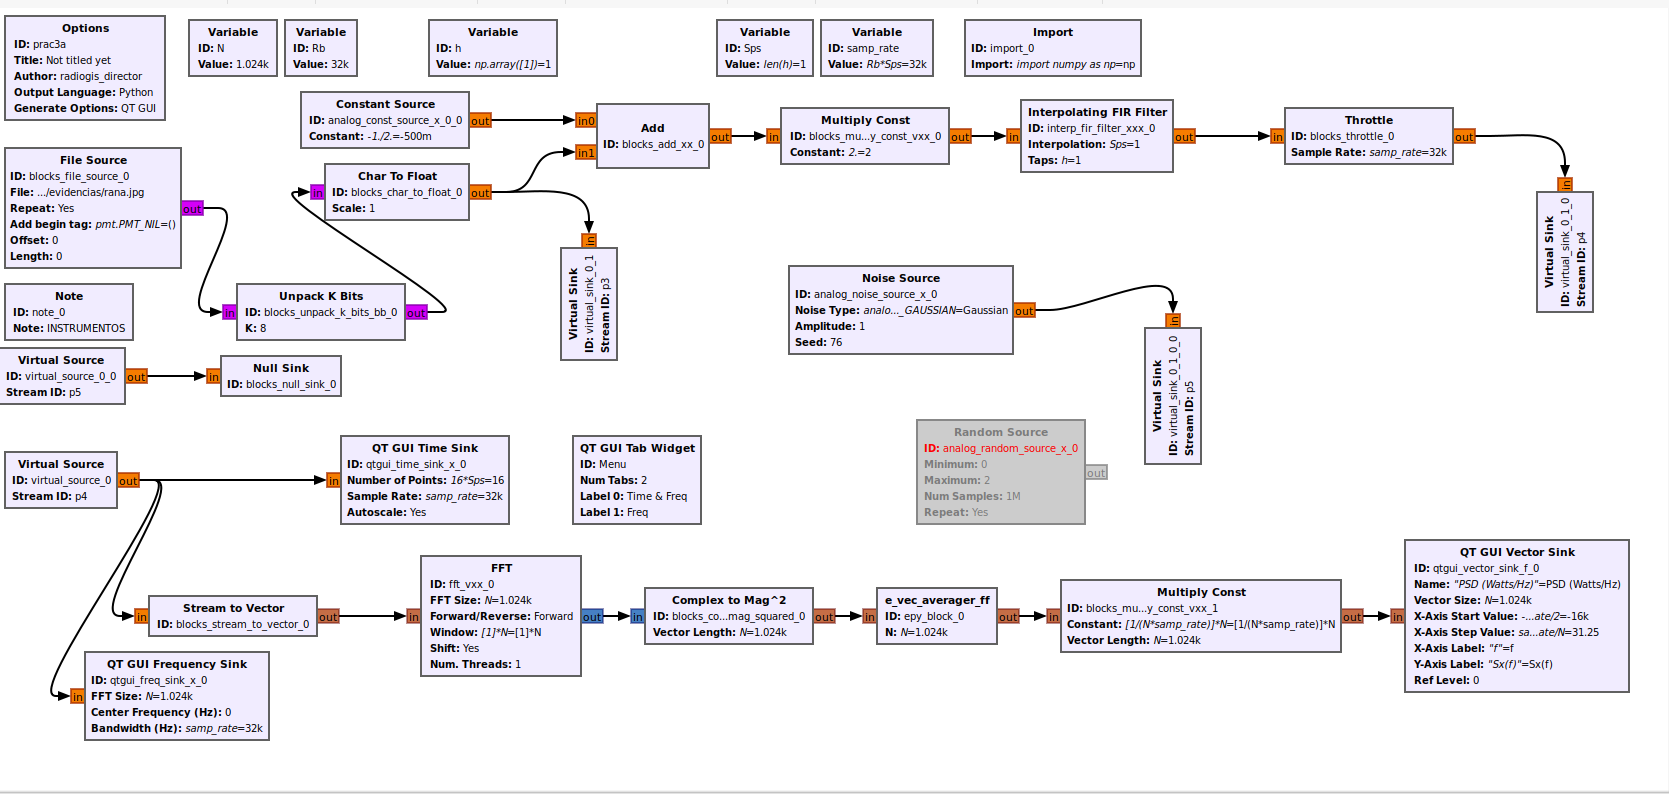 Options
ID: prac3a
Title: Not titled yet
Author: radiogis_director
Output Language: Python
Generate Options: QT GUI
Variable
ID: N
Value: 1.024k
Variable
ID: Rb
Value: 32k
Variable
ID: h
Value: np.array([1])=1
Variable
ID: Sps
Value: len(h)=1
Variable
ID: samp_rate
Value: Rb*Sps=32k
Import
ID: import_0
Import: import numpy as np=np
Constant Source
ID: analog_const_source_x_0_0
Constant: -1./2.=-500m
out
in0
in1
Add
ID: blocks_add_xx_0
out
in
Multiply Const
ID: blocks_mu...y_const_vxx_0
Constant: 2.=2
out
in
Interpolating FIR Filter
ID: interp_fir_filter_xxx_0
Interpolation: Sps=1
Taps: h=1
out
in
Throttle
ID: blocks_throttle_0
Sample Rate: samp_rate=32k
out
in
Virtual Sink
ID: virtual_sink_0_1_0
Stream ID: p4
File Source
ID: blocks_file_source_0
File: .../evidencias/rana.jpg
Repeat: Yes
Add begin tag: pmt.PMT_NIL=()
Offset: 0
Length: 0
out
in
Char To Float
ID: blocks_char_to_float_0
Scale: 1
out
in
Virtual Sink
ID: virtual_sink_0_1
Stream ID: p3
Note
ID: note_0
Note: INSTRUMENTOS
in
Unpack K Bits
ID: blocks_unpack_k_bits_bb_0
K: 8
out
Noise Source
ID: analog_noise_source_x_0
Noise Type: analo..._GAUSSIAN=Gaussian
Amplitude: 1
Seed: 76
out
in
Virtual Sink
ID: virtual_sink_0_1_0_0
Stream ID: p5
Virtual Source
ID: virtual_source_0_0
Stream ID: p5
out
in
Null Sink
ID: blocks_null_sink_0
Virtual Source
ID: virtual_source_0
Stream ID: p4
out
in
QT GUI Time Sink
ID: qtgui_time_sink_x_0
Number of Points: 16*Sps=16
Sample Rate: samp_rate=32k
Autoscale: Yes
QT GUI Tab Widget
ID: Menu
Num Tabs: 2
Label 0: Time & Freq
Label 1: Freq
Random Source
ID: analog_random_source_x_0
Minimum: 0
Maximum: 2
Num Samples: 1M
Repeat: Yes
out
in
Stream to Vector
ID: blocks_stream_to_vector_0
out
in
FFT
ID: fft_vxx_0
FFT Size: N=1.024k
Forward/Reverse: Forward
Window: [1]*N=[1]*N
Shift: Yes
Num. Threads: 1
out
in
Complex to Mag^2
ID: blocks_co...mag_squared_0
Vector Length: N=1.024k
out
in
e_vec_averager_ff
ID: epy_block_0
N: N=1.024k
out
in
Multiply Const
ID: blocks_mu...y_const_vxx_1
Constant: [1/(N*samp_rate)]*N=[1/(N*samp_rate)]*N
Vector Length: N=1.024k
out
in
QT GUI Vector Sink
ID: qtgui_vector_sink_f_0
Name: "PSD (Watts/Hz)"=PSD (Watts/Hz)
Vector Size: N=1.024k
X-Axis Start Value: -...ate/2=-16k
X-Axis Step Value: sa...ate/N=31.25
X-Axis Label: "f"=f
Y-Axis Label: "Sx(f)"=Sx(f)
Ref Level: 0
in
QT GUI Frequency Sink
ID: qtgui_freq_sink_x_0
FFT Size: N=1.024k
Center Frequency (Hz): 0
Bandwidth (Hz): samp_rate=32k